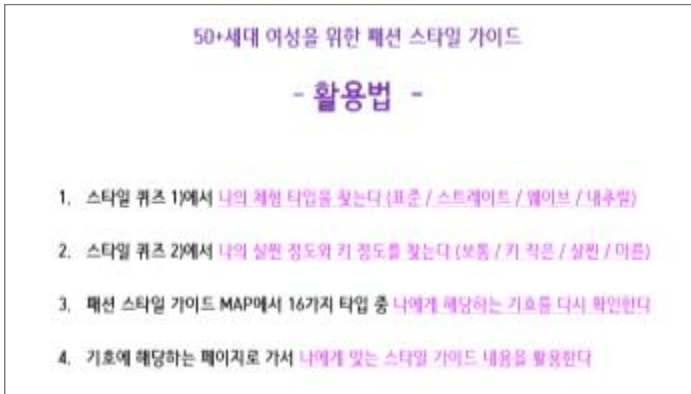 50+세대 여성을 위한 패션 스타일 가이드
- 활용법 -
1. 스타일 퀴즈 1)에서 나의 체형 타입을 찾는다 (표준 / 스트레이트 / 웨이브 / 내추럴)
2. 스타일 퀴즈 2)에서 나의 살찐 정도와 키 정도를 찾는다 (보통 / 키 작은 / 살찐 / 마른)
3. 패션 스타일 가이드 MAP에서 16가지 타입 중 나에게 해당하는 기호를 다시 확인한다
4. 기호에 해당하는 페이지로 가서 나에게 맞는 스타일 가이드 내용을 활용한다